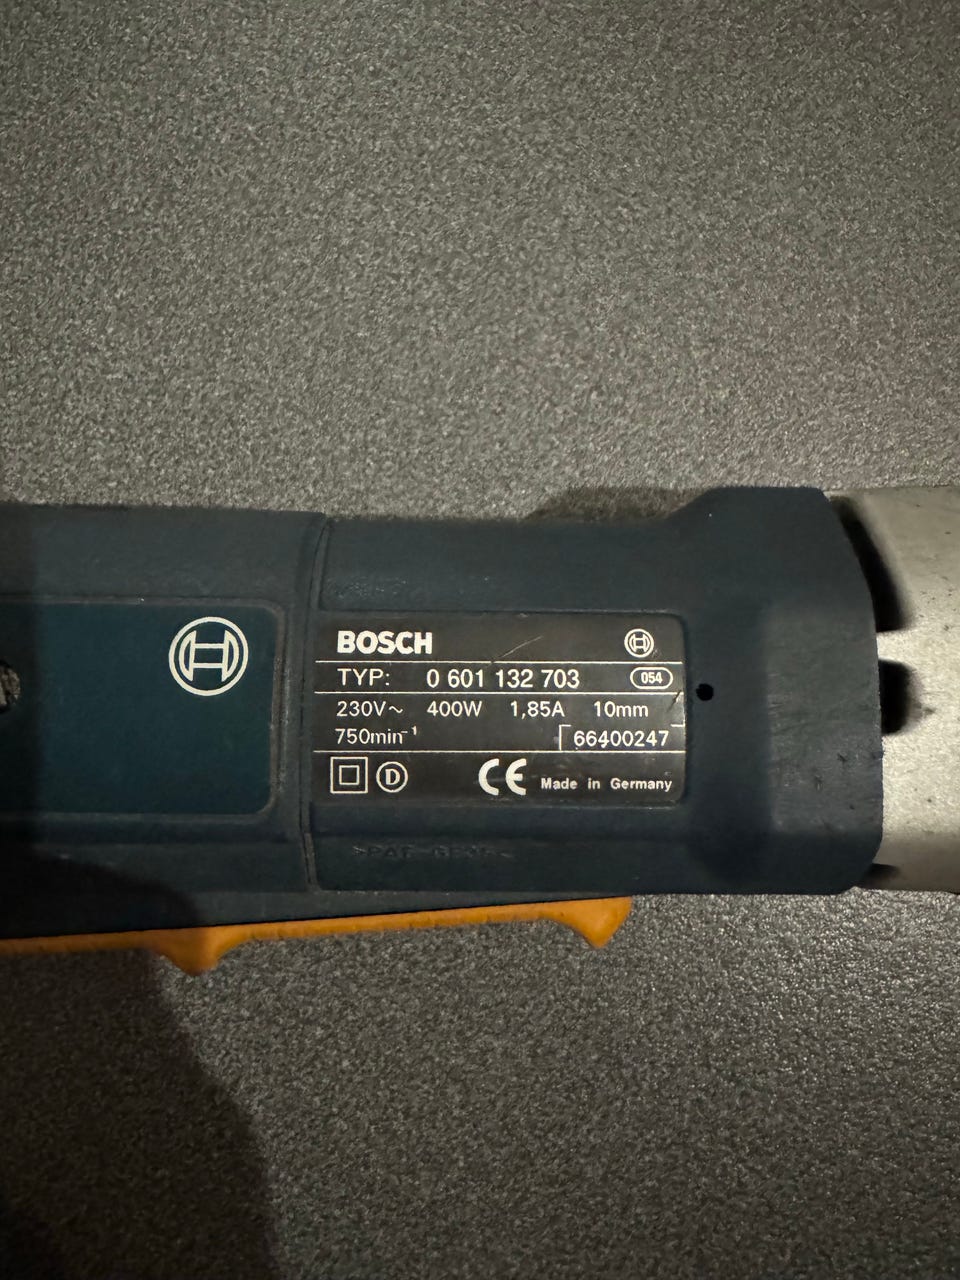 BOSCH
TYP: 0 601 132 703 054
230V~ 400W 1,85A 10mm
750min⁻¹ 66400247
D CE Made in Germany